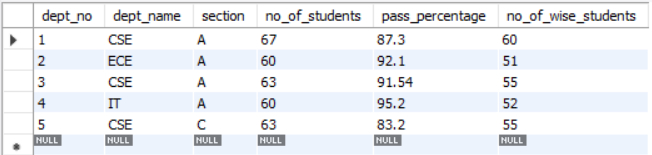 dept_no dept_name section no_of_students pass_percentage no_of_wise_students
1 CSE A 67 87.3 60
2 ECE A 60 92.1 51
3 CSE A 63 91.54 55
4 IT A 60 95.2 52
5 CSE C 63 83.2 55
NULL NULL NULL NULL NULL NULL